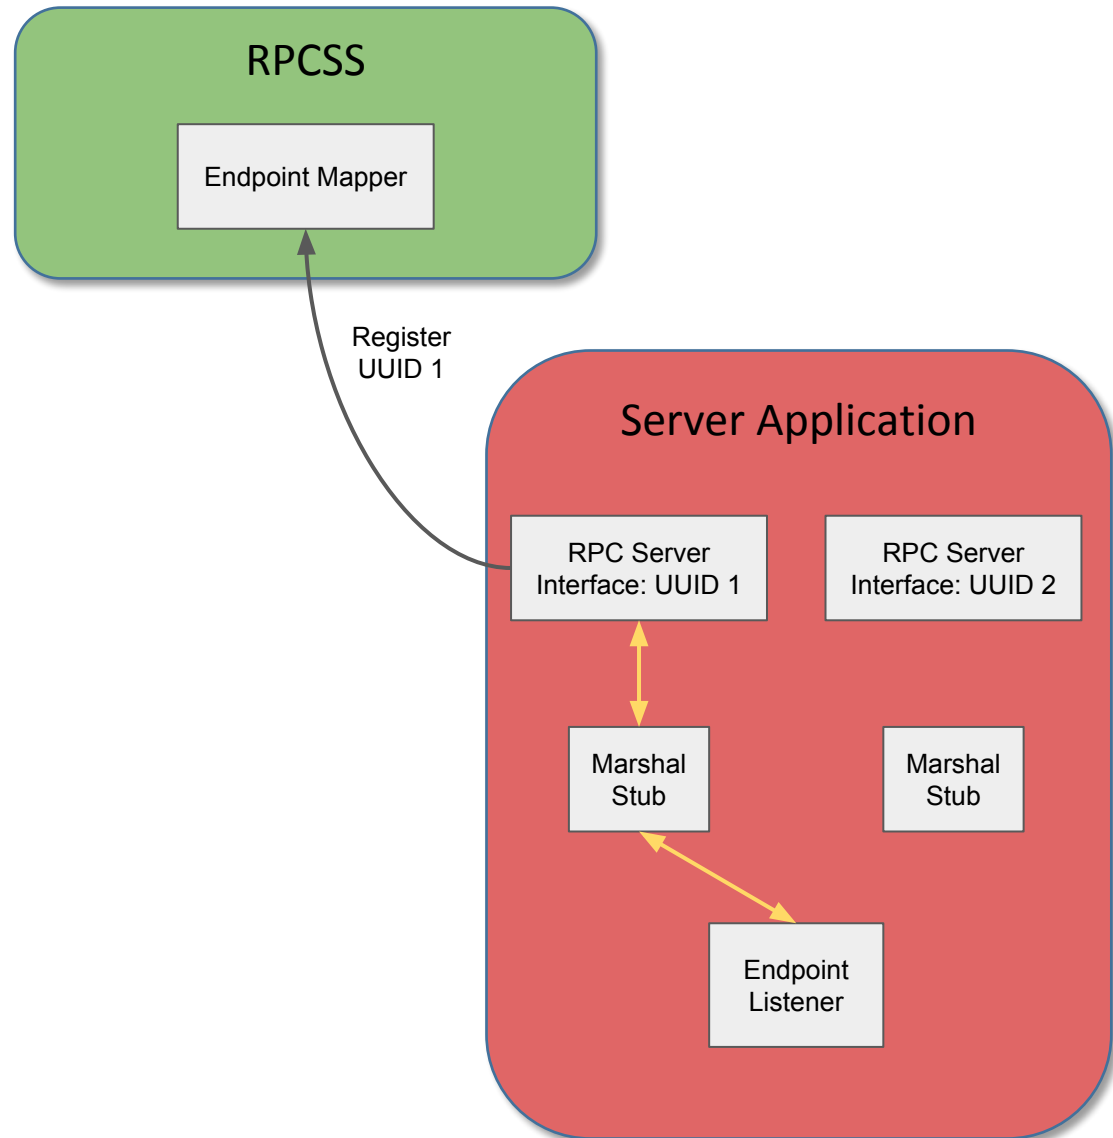 RPCSS
Endpoint Mapper
Register
UUID 1
Server Application
RPC Server
Interface: UUID 1
RPC Server
Interface: UUID 2
Marshal
Stub
Marshal
Stub
Endpoint
Listener